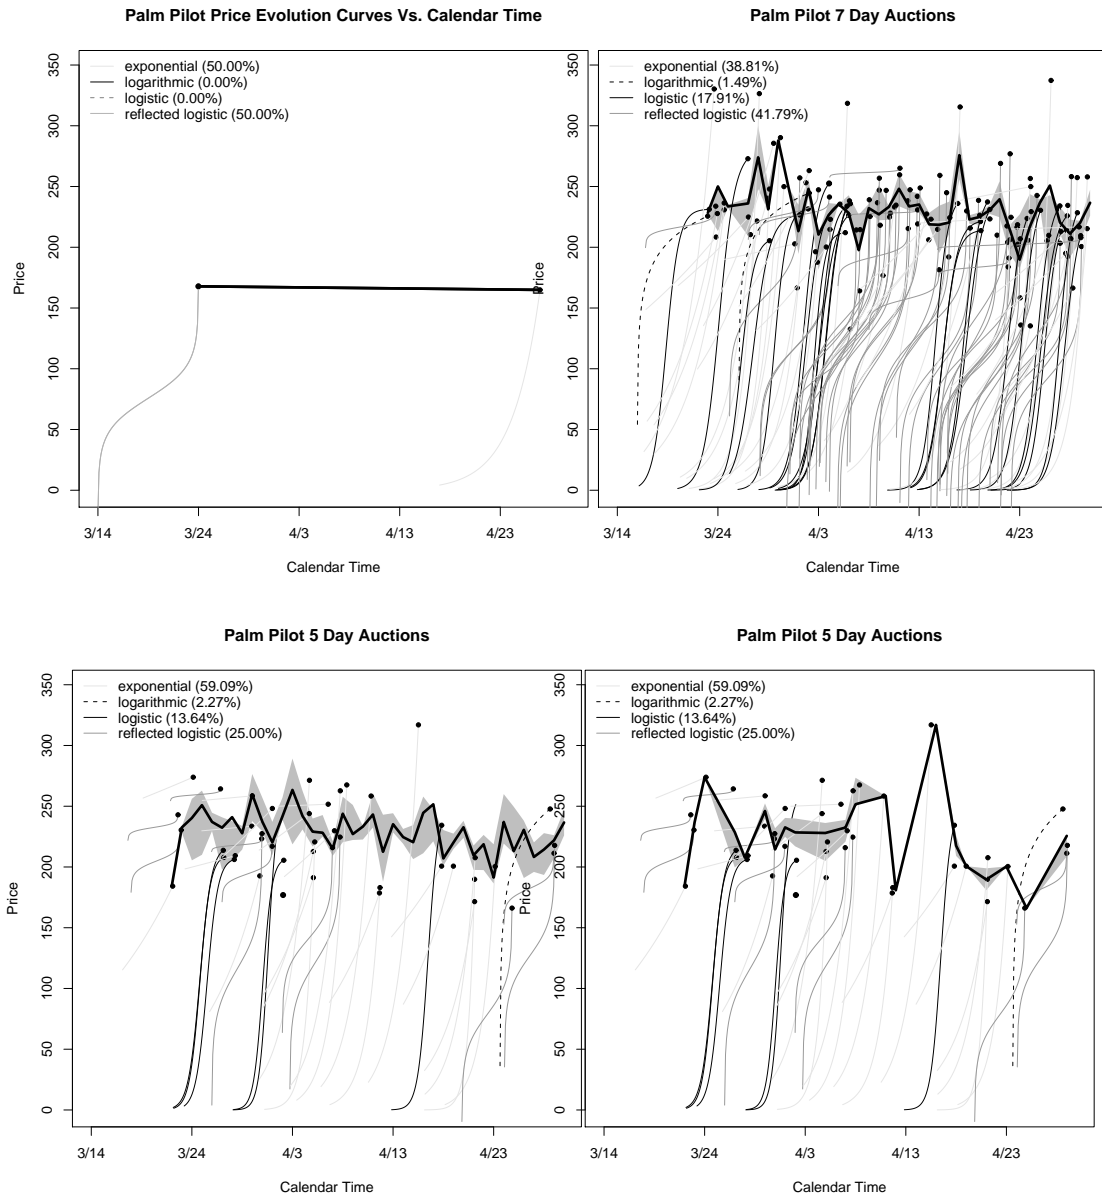 Palm Pilot Price Evolution Curves Vs. Calendar Time
exponential (50.00%)
logarithmic (0.00%)
logistic (0.00%)
reflected logistic (50.00%)
350
300
250
200
150
100
50
0
Price
3/14
3/24
4/3
4/13
4/23
Calendar Time
Palm Pilot 7 Day Auctions
exponential (38.81%)
logarithmic (1.49%)
logistic (17.91%)
reflected logistic (41.79%)
350
300
250
200
150
100
50
0
Price
3/14
3/24
4/3
4/13
4/23
Calendar Time
Palm Pilot 5 Day Auctions
exponential (59.09%)
logarithmic (2.27%)
logistic (13.64%)
reflected logistic (25.00%)
350
300
250
200
150
100
50
0
Price
3/14
3/24
4/3
4/13
4/23
Calendar Time
Palm Pilot 5 Day Auctions
exponential (59.09%)
logarithmic (2.27%)
logistic (13.64%)
reflected logistic (25.00%)
350
300
250
200
150
100
50
0
Price
3/14
3/24
4/3
4/13
4/23
Calendar Time